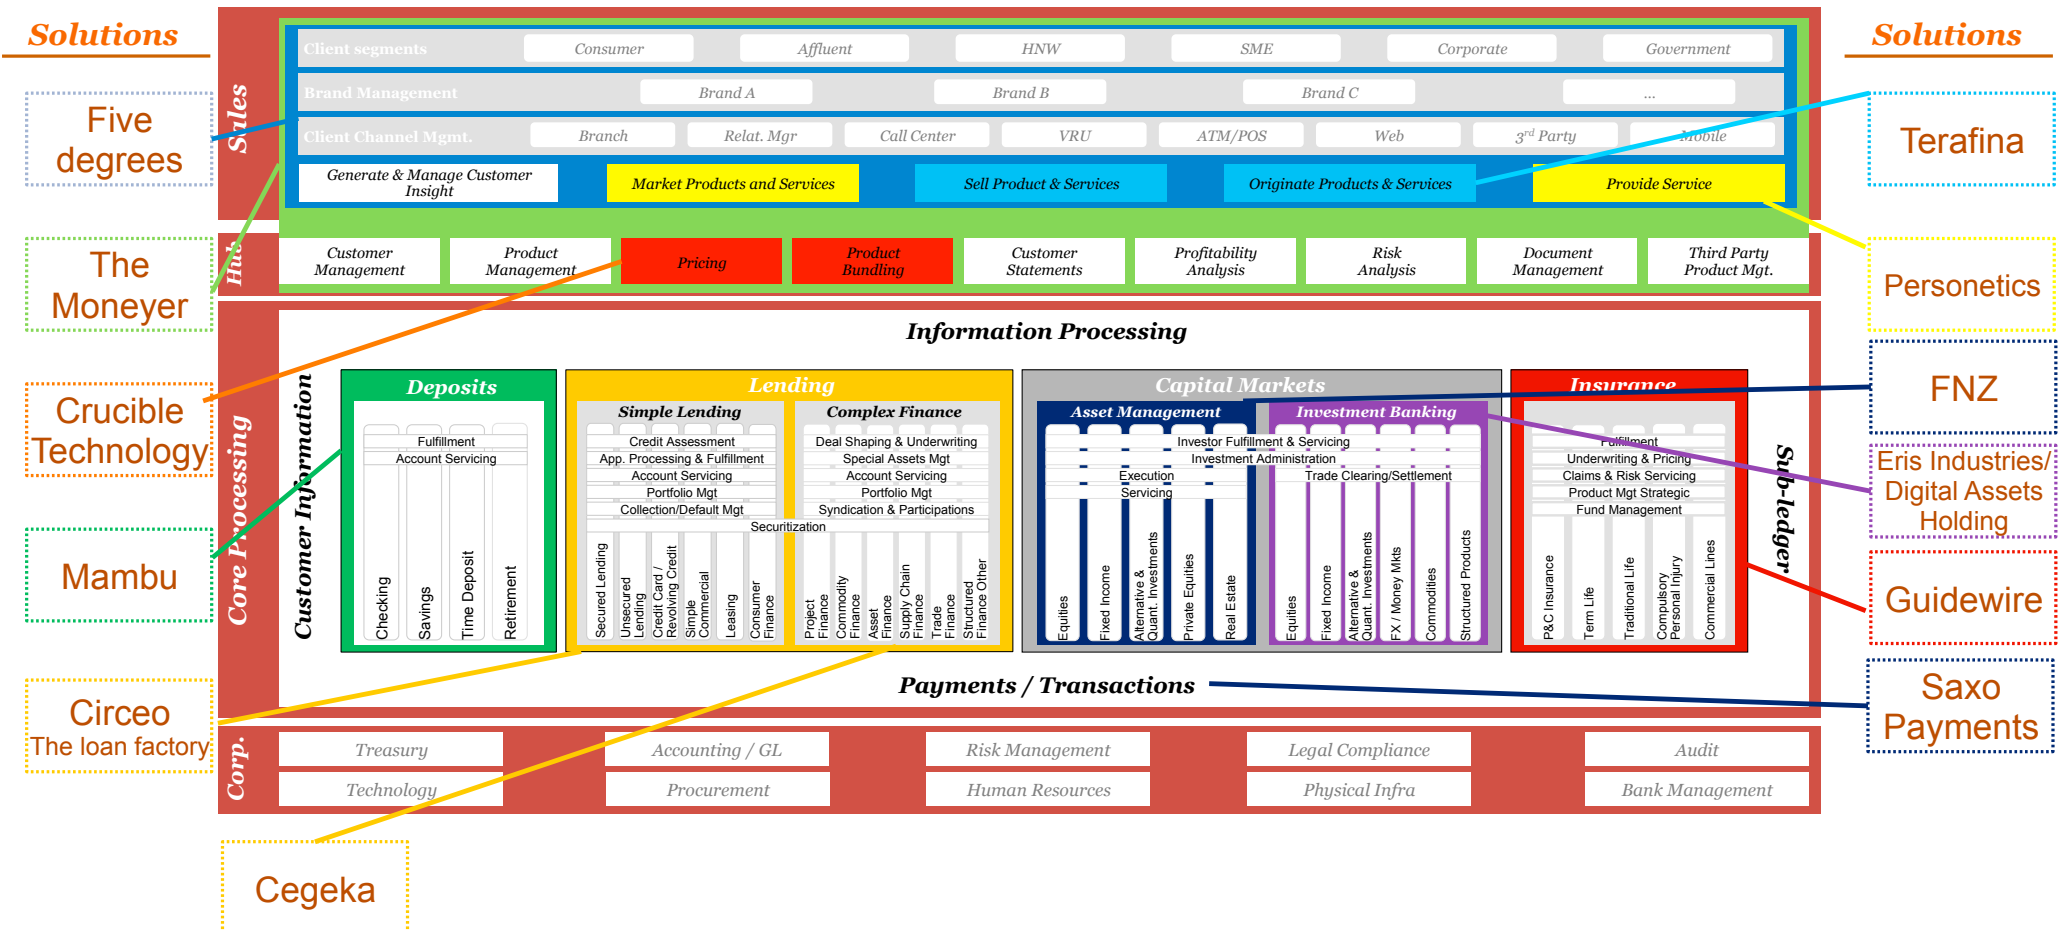 Solutions
Solutions
Sales
Client segments
Consumer
Affluent
HNW
SME
Corporate
Government
Brand Management
Brand A
Brand B
Brand C
...
Client Channel Mgmt.
Branch
Relat. Mgr
Call Center
VRU
ATM/POS
Web
3rd Party
Mobile
Generate & Manage Customer
Insight
Market Products and Services
Sell Product & Services
Originate Products & Services
Provide Service
Hub
Customer
Management
Product
Management
Pricing
Product
Bundling
Customer
Statements
Profitability
Analysis
Risk
Analysis
Document
Management
Third Party
Product Mgt.
Core Processing
Information Processing
Customer Information
Sub-ledger
Deposits
Fulfillment
Account Servicing
Checking
Savings
Time Deposit
Retirement
Lending
Simple Lending
Credit Assessment
App. Processing & Fulfillment
Account Servicing
Portfolio Mgt
Collection/Default Mgt
Securitization
Secured Lending
Unsecured
Lending
Credit Card /
Revolving Credit
Simple
Commercial
Leasing
Consumer
Finance
Complex Finance
Deal Shaping & Underwriting
Special Assets Mgt
Account Servicing
Portfolio Mgt
Syndication & Participations
Project
Finance
Commodity
Finance
Asset
Finance
Supply Chain
Finance
Trade
Finance
Structured
Finance Other
Capital Markets
Asset Management
Investment Banking
Investor Fulfillment & Servicing
Investment Administration
Execution
Trade Clearing/Settlement
Servicing
Equities
Fixed Income
Alternative &
Quant. Investments
Private Equities
Real Estate
Equities
Fixed Income
Alternative &
Quant. Investments
FX / Money Mkts
Commodities
Structured Products
Insurance
Fulfillment
Underwriting & Pricing
Claims & Risk Servicing
Product Mgt Strategic
Fund Management
P&C Insurance
Term Life
Traditional Life
Compulsory
Personal Injury
Commercial Lines
Payments / Transactions
Corp.
Treasury
Accounting / GL
Risk Management
Legal Compliance
Audit
Technology
Procurement
Human Resources
Physical Infra
Bank Management
Five
degrees
The
Moneyer
Crucible
Technology
Mambu
Circeo
The loan factory
Cegeka
Terafina
Personetics
FNZ
Eris Industries/
Digital Assets
Holding
Guidewire
Saxo
Payments